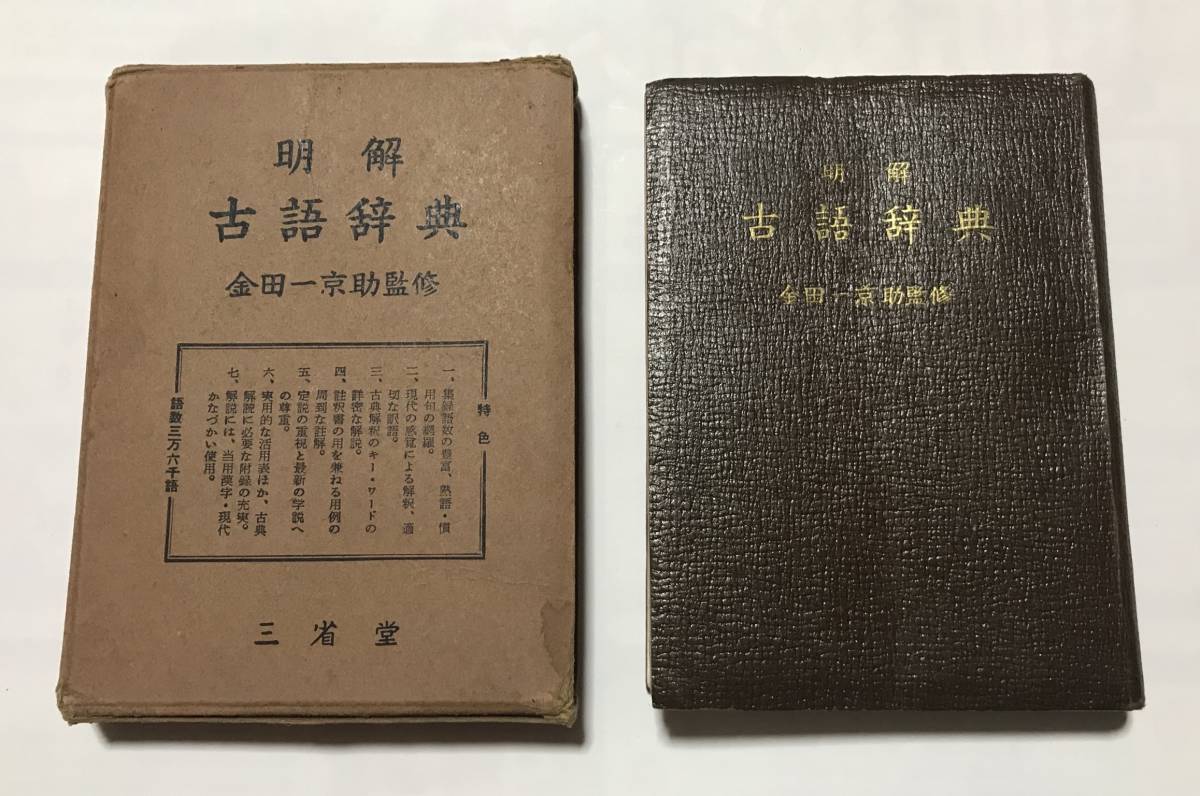 明解
古語辞典
金田一京助監修
特色
一、集録語数の豊富、熟語・慣
用句の網羅。
二、現代の感覚による解釈、適
切な訳語。
三、古典解釈のキー・ワードの
詳密な解説。
四、註釈書の用を兼ねる用例の
周到な註解。
五、定説の重視と最新の学説へ
の尊重。
六、実用的な活用表ほか、古典
解読に必要な附録の充実。
七、解説には、当用漢字・現代
かなづかい使用。
語数三万六千語
三省堂
明解
古語辞典
金田一京助監修